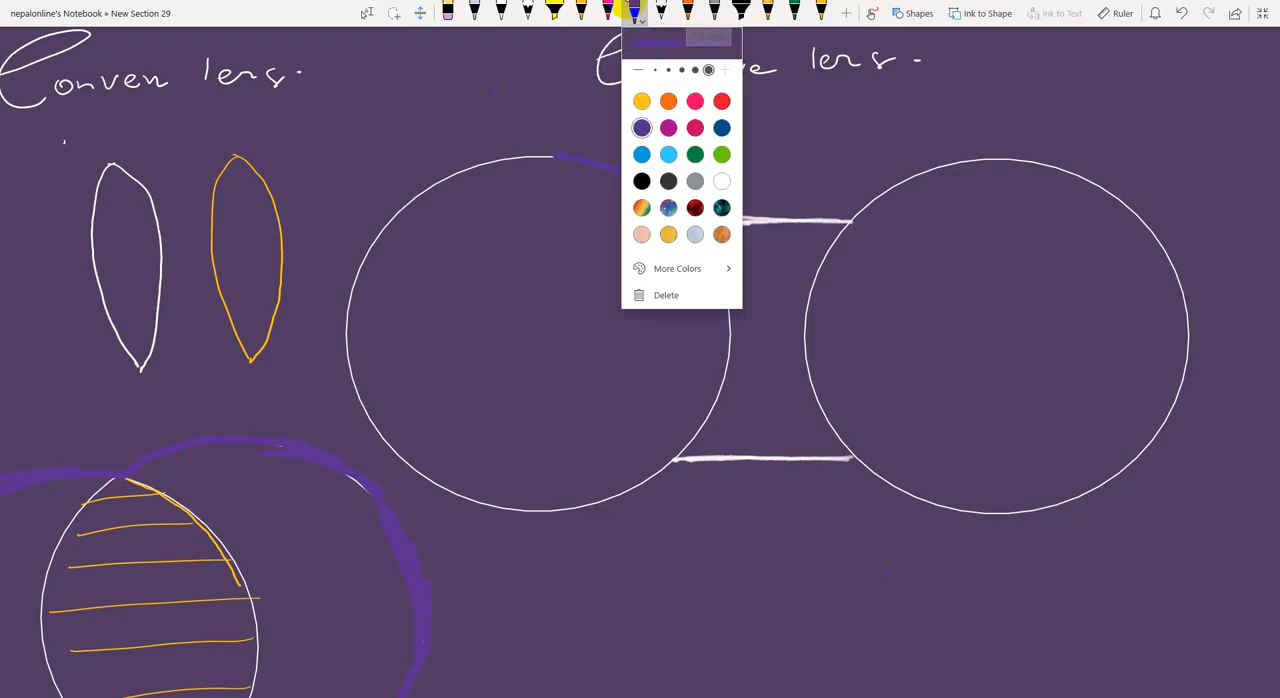 nepalonline's Notebook » New Section 29
Shapes
Ink to Shape
Ink to Text
Ruler
Conven lens.
lens.
More Colors
Delete